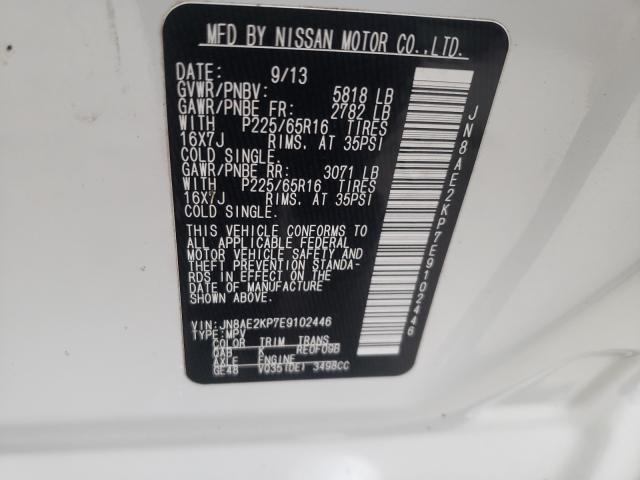 MFD BY NISSAN MOTOR CO.,LTD.
DATE: 9/13
GVWR/PNBV: 5818 LB
GAWR/PNBE FR: 2782 LB
WITH P225/65R16 TIRES
16X7J RIMS. AT 35PSI
COLD SINGLE.
GAWR/PNBE RR: 3071 LB
WITH P225/65R16 TIRES
16X7J RIMS. AT 35PSI
COLD SINGLE.
THIS VEHICLE CONFORMS TO
ALL APPLICABLE FEDERAL
MOTOR VEHICLE SAFETY AND
THEFT PREVENTION STANDA-
RDS IN EFFECT ON THE
DATE OF MANUFACTURE
SHOWN ABOVE.
VIN: JN8AE2KP7E9102446
TYPE: MPV
COLOR TRIM TRANS
QAB K RE0F09B
AXLE ENGINE
GE48 VQ35(DE) 3498CC
JN8AE2KP7E9102446